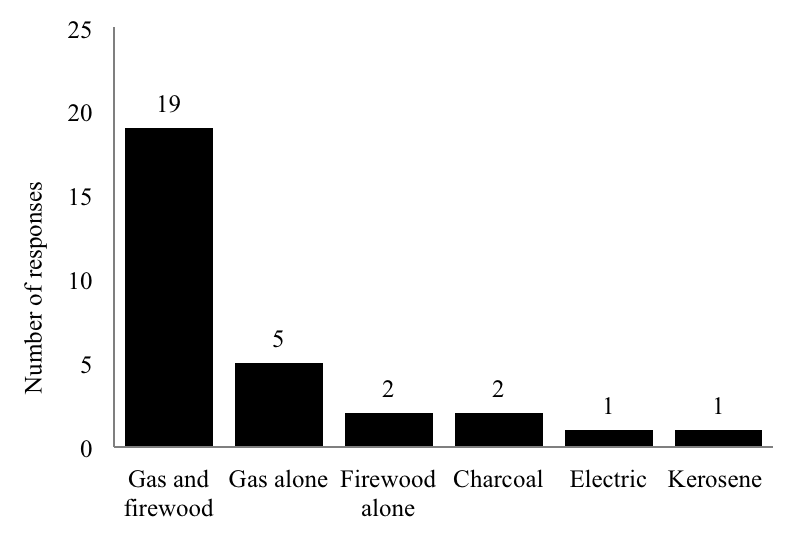 25
20
15
10
5
0
Number of responses
19
5
2
2
1
1
Gas and
firewood
Gas alone
Firewood
alone
Charcoal
Electric
Kerosene